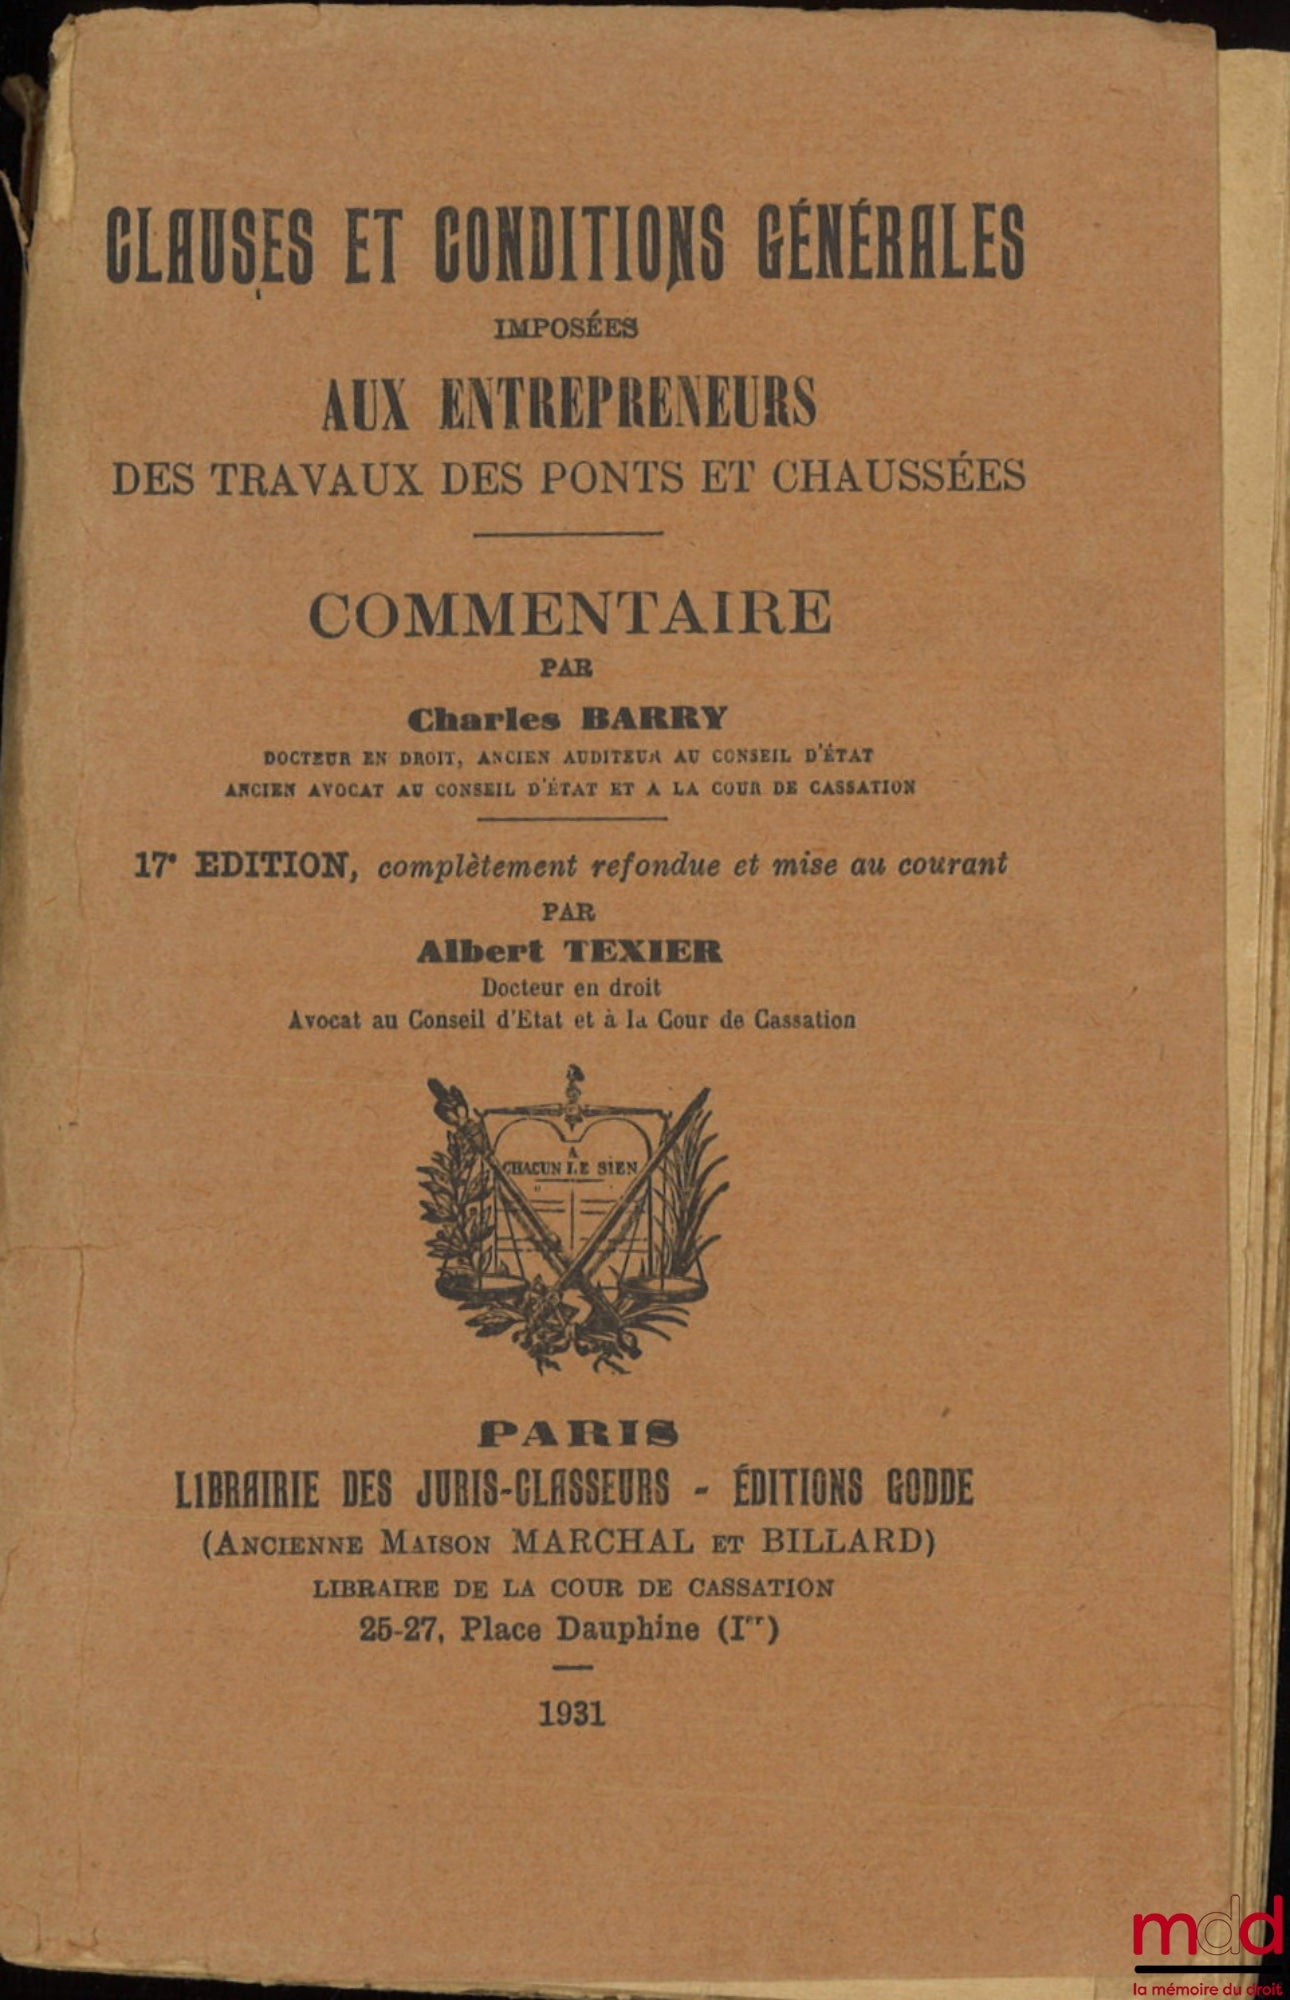 CLAUSES ET CONDITIONS GÉNÉRALES
IMPOSÉES
AUX ENTREPRENEURS
DES TRAVAUX DES PONTS ET CHAUSSÉES
COMMENTAIRE
PAR
Charles BARRY
DOCTEUR EN DROIT, ANCIEN AUDITEUR AU CONSEIL D'ÉTAT
ANCIEN AVOCAT AU CONSEIL D'ÉTAT ET A LA COUR DE CASSATION
17e EDITION, complètement refondue et mise au courant
PAR
Albert TEXIER
Docteur en droit
Avocat au Conseil d'Etat et à la Cour de Cassation
A
CHACUN LE SIEN
PARIS
LIBRAIRIE DES JURIS-CLASSEURS - ÉDITIONS GODDE
(ANCIENNE MAISON MARCHAL ET BILLARD)
LIBRAIRE DE LA COUR DE CASSATION
25-27, Place Dauphine (Ier)
1931
mdd
la mémoire du droit